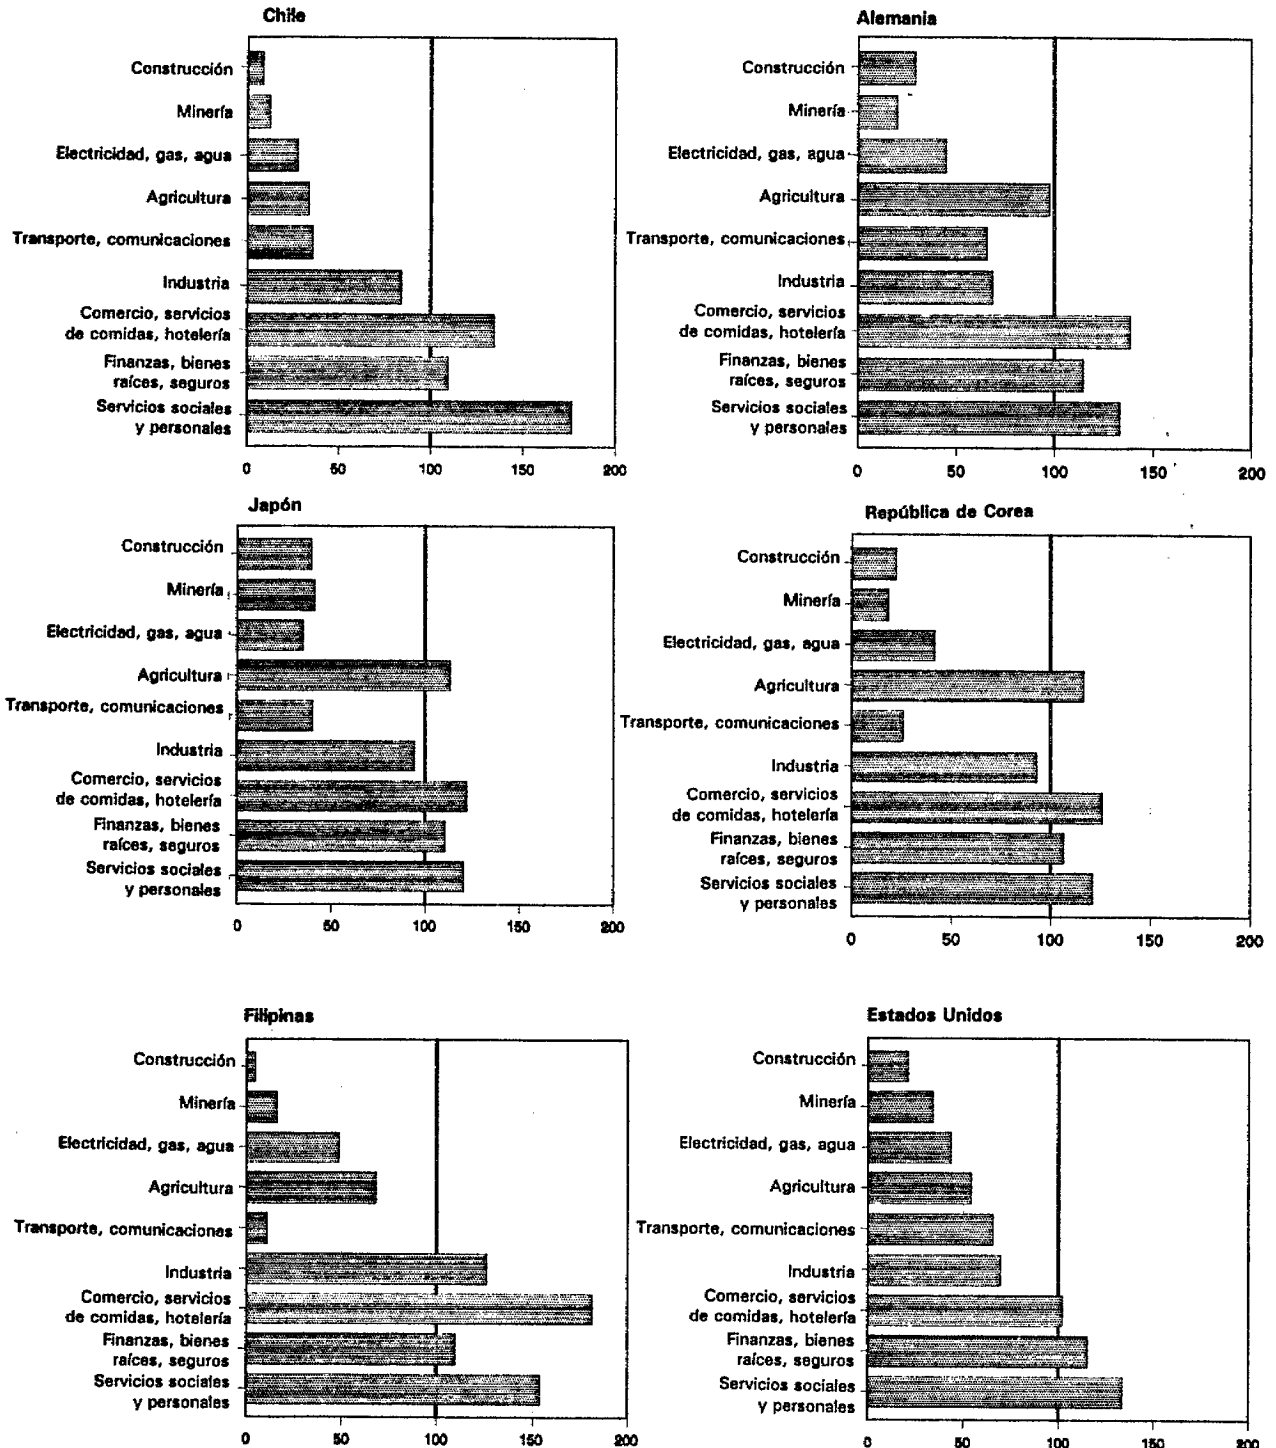 Chile
Construcción
Minería
Electricidad, gas, agua
Agricultura
Transporte, comunicaciones
Industria
Comercio, servicios
de comidas, hotelería
Finanzas, bienes
raíces, seguros
Servicios sociales
y personales
0 50 100 150 200
Alemania
Construcción
Minería
Electricidad, gas, agua
Agricultura
Transporte, comunicaciones
Industria
Comercio, servicios
de comidas, hotelería
Finanzas, bienes
raíces, seguros
Servicios sociales
y personales
0 50 100 150 200
Japón
Construcción
Minería
Electricidad, gas, agua
Agricultura
Transporte, comunicaciones
Industria
Comercio, servicios
de comidas, hotelería
Finanzas, bienes
raíces, seguros
Servicios sociales
y personales
0 50 100 150 200
República de Corea
Construcción
Minería
Electricidad, gas, agua
Agricultura
Transporte, comunicaciones
Industria
Comercio, servicios
de comidas, hotelería
Finanzas, bienes
raíces, seguros
Servicios sociales
y personales
0 50 100 150 200
Filipinas
Construcción
Minería
Electricidad, gas, agua
Agricultura
Transporte, comunicaciones
Industria
Comercio, servicios
de comidas, hotelería
Finanzas, bienes
raíces, seguros
Servicios sociales
y personales
0 50 100 150 200
Estados Unidos
Construcción
Minería
Electricidad, gas, agua
Agricultura
Transporte, comunicaciones
Industria
Comercio, servicios
de comidas, hotelería
Finanzas, bienes
raíces, seguros
Servicios sociales
y personales
0 50 100 150 200